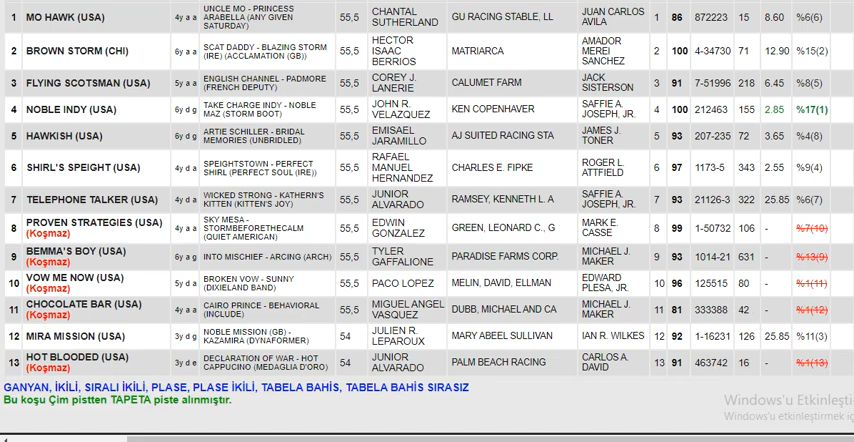 1 MO HAWK (USA) 4y a a UNCLE MO - PRINCESS ARABELLA (ANY GIVEN SATURDAY) 55,5 CHANTAL SUTHERLAND GU RACING STABLE, LL JUAN CARLOS AVILA 1 86 872223 15 8.60 %6(6)
2 BROWN STORM (CHI) 6y a a SCAT DADDY - BLAZING STORM (IRE) (ACCLAMATION (GB)) 55,5 HECTOR ISAAC BERRIOS MATRIARCA AMADOR MEREI SANCHEZ 2 100 4-34730 71 12.90 %15(2)
3 FLYING SCOTSMAN (USA) 5y a a ENGLISH CHANNEL - PADMORE (FRENCH DEPUTY) 55,5 COREY J. LANERIE CALUMET FARM JACK SISTERSON 3 91 7-51996 218 6.45 %8(5)
4 NOBLE INDY (USA) 6y d g TAKE CHARGE INDY - NOBLE MAZ (STORM BOOT) 55,5 JOHN R. VELAZQUEZ KEN COPENHAVER SAFFIE A. JOSEPH, JR. 4 100 212463 155 2.85 %17(1)
5 HAWKISH (USA) 6y d g ARTIE SCHILLER - BRIDAL MEMORIES (UNBRIDLED) 55,5 EMISAEL JARAMILLO AJ SUITED RACING STA JAMES J. TONER 5 93 207-235 72 3.65 %4(8)
6 SHIRL'S SPEIGHT (USA) 4y d a SPEIGHTSTOWN - PERFECT SHIRL (PERFECT SOUL (IRE)) 55,5 RAFAEL MANUEL HERNANDEZ CHARLES E. FIPKE ROGER L. ATTFIELD 6 97 1173-5 343 2.55 %9(4)
7 TELEPHONE TALKER (USA) 4y d a WICKED STRONG - KATHERN'S KITTEN (KITTEN'S JOY) 55,5 JUNIOR ALVARADO RAMSEY, KENNETH L. A SAFFIE A. JOSEPH, JR. 7 93 21126-3 322 25.85 %6(7)
8 PROVEN STRATEGIES (USA) (Koşmaz) 4y a a SKY MESA - STORMBEFORETHECALM (QUIET AMERICAN) 55,5 EDWIN GONZALEZ GREEN, LEONARD C., G MARK E. CASSE 8 99 1-50732 106 - %7(10)
9 BEMMA'S BOY (USA) (Koşmaz) 6y a g INTO MISCHIEF - ARCING (ARCH) 55,5 TYLER GAFFALIONE PARADISE FARMS CORP. MICHAEL J. MAKER 9 93 1014-21 631 - %13(9)
10 VOW ME NOW (USA) (Koşmaz) 5y d a BROKEN VOW - SUNNY (DIXIELAND BAND) 55,5 PACO LOPEZ MELIN, DAVID, ELLMAN EDWARD PLESA, JR. 10 96 125515 80 - %1(11)
11 CHOCOLATE BAR (USA) (Koşmaz) 4y a a CAIRO PRINCE - BEHAVIORAL (INCLUDE) 55,5 MIGUEL ANGEL VASQUEZ DUBB, MICHAEL AND CA MICHAEL J. MAKER 11 81 333388 42 - %1(12)
12 MIRA MISSION (USA) 3y d g NOBLE MISSION (GB) - KAZAMIRA (DYNAFORMER) 54 JULIEN R. LEPAROUX MARY ABEEL SULLIVAN IAN R. WILKES 12 92 1-16231 126 25.85 %11(3)
13 HOT BLOODED (USA) (Koşmaz) 3y d e DECLARATION OF WAR - HOT CAPPUCINO (MEDAGLIA D'ORO) 54 JUNIOR ALVARADO PALM BEACH RACING CARLOS A. DAVID 13 91 463742 16 - %1(13)
GANYAN, İKİLİ, SIRALI İKİLİ, PLASE, PLASE İKİLİ, TABELA BAHİS, TABELA BAHİS SIRASIZ
Bu koşu Çim pistten TAPETA piste alınmıştır.
Windows'u Etkinleşti
Windows'u etkinleştirmek iç